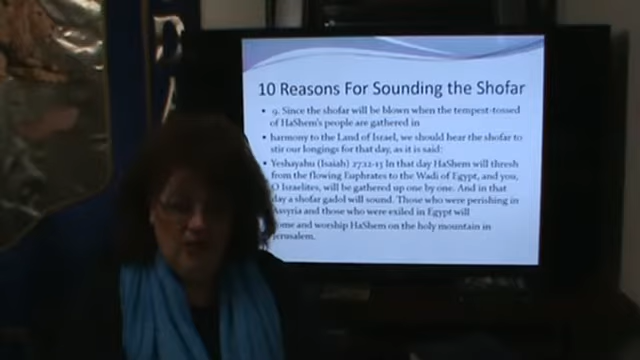 10 Reasons For Sounding the Shofar
• 9. Since the shofar will be blown when the tempest-tossed
of HaShem's people are gathered in
• harmony to the Land of Israel, we should hear the shofar to
stir our longings for that day, as it is said:
• Yeshayahu (Isaiah) 27:12-13 In that day HaShem will thresh
from the flowing Euphrates to the Wadi of Egypt, and you,
O Israelites, will be gathered up one by one. And in that
day a shofar gadol will sound. Those who were perishing in
Assyria and those who were exiled in Egypt will
ome and worship HaShem on the holy mountain in
Jerusalem.